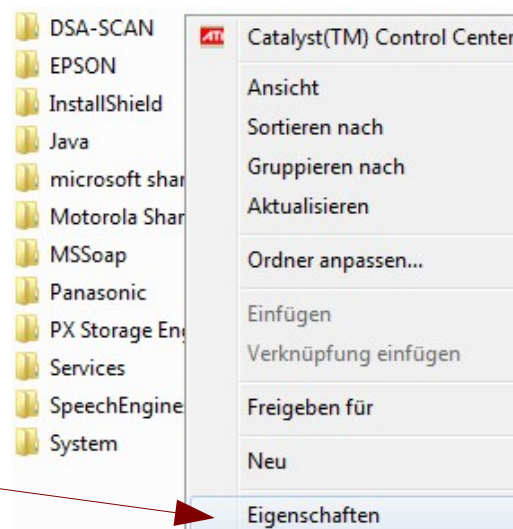 DSA-SCAN
EPSON
InstallShield
Java
microsoft shar
Motorola Shar
MSSoap
Panasonic
PX Storage Eng
Services
SpeechEngine
System
ATI
Catalyst(TM) Control Center
Ansicht
Sortieren nach
Gruppieren nach
Aktualisieren
Ordner anpassen...
Einfügen
Verknüpfung einfügen
Freigeben für
Neu
Eigenschaften